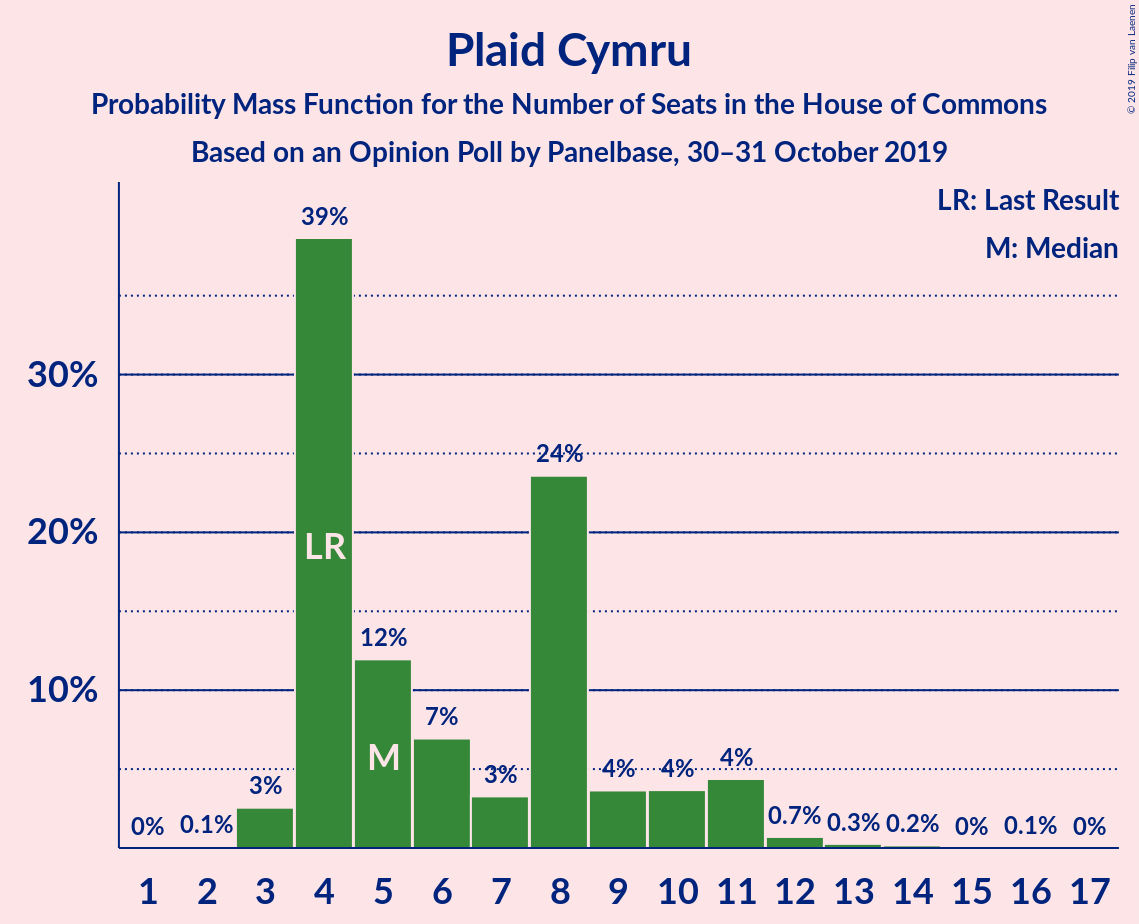 Plaid Cymru
Probability Mass Function for the Number of Seats in the House of Commons
Based on an Opinion Poll by Panelbase, 30–31 October 2019
© 2019 Filip van Laenen
LR: Last Result
M: Median
39%
30%
24%
20%
LR
12%
10%
7%
M
3%
3%
4%
4%
4%
0%
0.1%
0.7%
0.3%
0.2%
0%
0.1%
0%
1 2 3 4 5 6 7 8 9 10 11 12 13 14 15 16 17